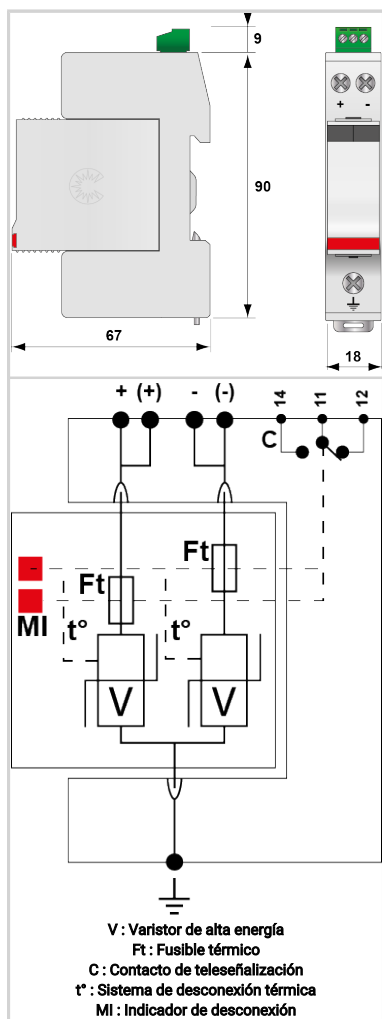 9
+ -
90
67
18
+ (+) - (-) 14 11 12
C
Ft
Ft
-
MI
t° t°
V V
V : Varistor de alta energía
Ft : Fusible térmico
C : Contacto de teleseñalización
t° : Sistema de desconexión térmica
MI : Indicador de desconexión